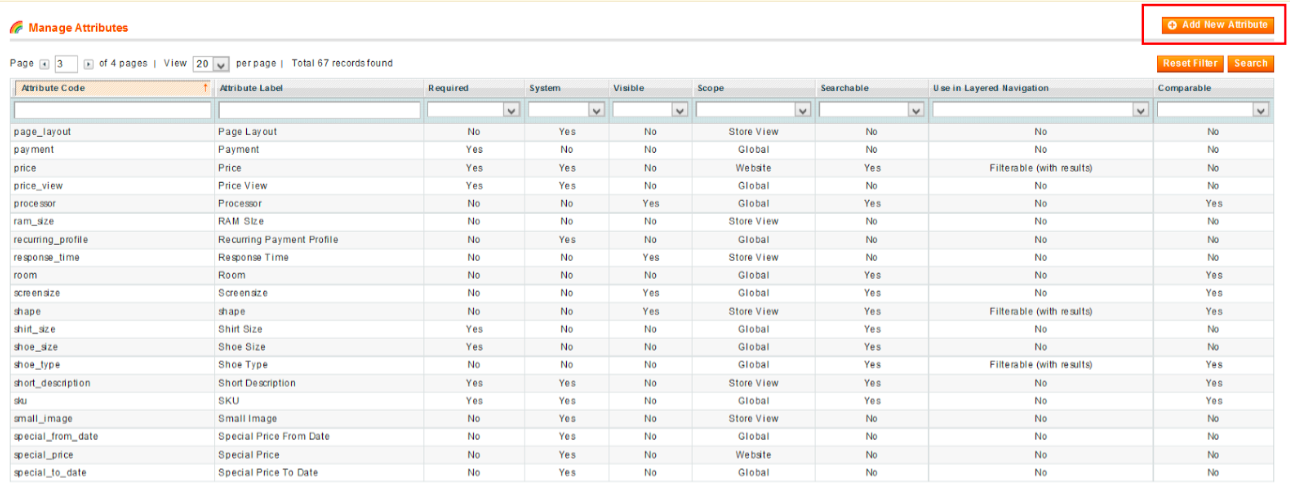 Manage Attributes Add New Attribute
Page 3 of 4 pages | View 20 per page | Total 67 records found Reset Filter Search
Attribute Code Attribute Label Required System Visible Scope Searchable Use in Layered Navigation Comparable
page_layout Page Layout No Yes No Store View No No No
payment Payment Yes No No Global No No No
price Price Yes Yes No Website Yes Filterable (with results) No
price_view Price View Yes Yes No Global No No No
processor Processor No No Yes Global Yes No Yes
ram_size RAM SIze No No No Store View No No No
recurring_profile Recurring Payment Profile No Yes No Global No No No
response_time Response Time No No Yes Store View No No No
room Room No No No Global Yes No Yes
screensize Screensize No No Yes Global Yes No Yes
shape shape No No Yes Store View Yes Filterable (with results) Yes
shirt_size Shirt Size Yes No No Global Yes No No
shoe_size Shoe Size Yes No No Global Yes No No
shoe_type Shoe Type No No No Global Yes Filterable (with results) Yes
short_description Short Description Yes Yes No Store View Yes No Yes
sku SKU Yes Yes No Global Yes No Yes
small_image Small Image No Yes No Store View No No No
special_from_date Special Price From Date No Yes No Global No No No
special_price Special Price No Yes No Website No No No
special_to_date Special Price To Date No Yes No Global No No No